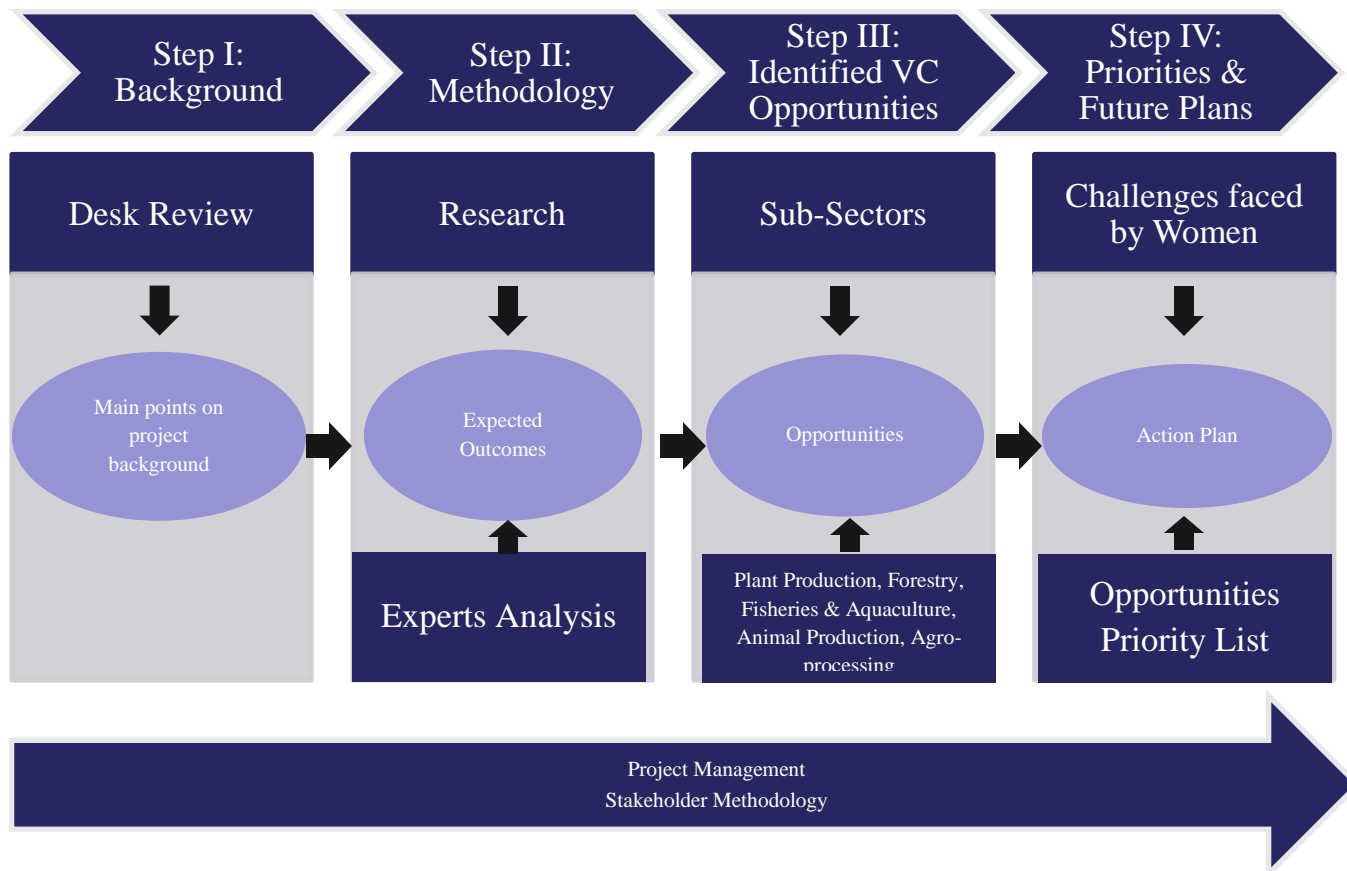 Step I:
Background
Step II:
Methodology
Step III:
Identified VC
Opportunities
Step IV:
Priorities &
Future Plans
Desk Review
Research
Sub-Sectors
Challenges faced
by Women
Main points on
project
background
Expected
Outcomes
Opportunities
Action Plan
Experts Analysis
Plant Production, Forestry,
Fisheries & Aquaculture,
Animal Production, Agro-
processing
Opportunities
Priority List
Project Management
Stakeholder Methodology